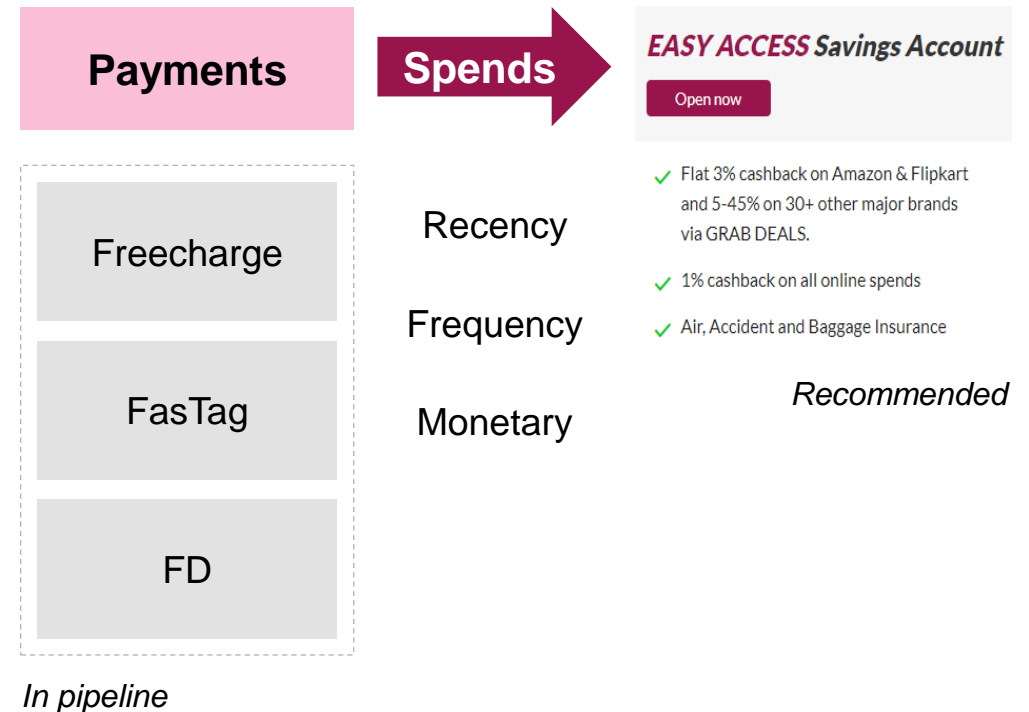 Payments
Spends
EASY ACCESS Savings Account
Open now
Freecharge
FasTag
FD
In pipeline
Recency
Frequency
Monetary
Flat 3% cashback on Amazon & Flipkart
and 5-45% on 30+ other major brands
via GRAB DEALS.
1% cashback on all online spends
Air, Accident and Baggage Insurance
Recommended